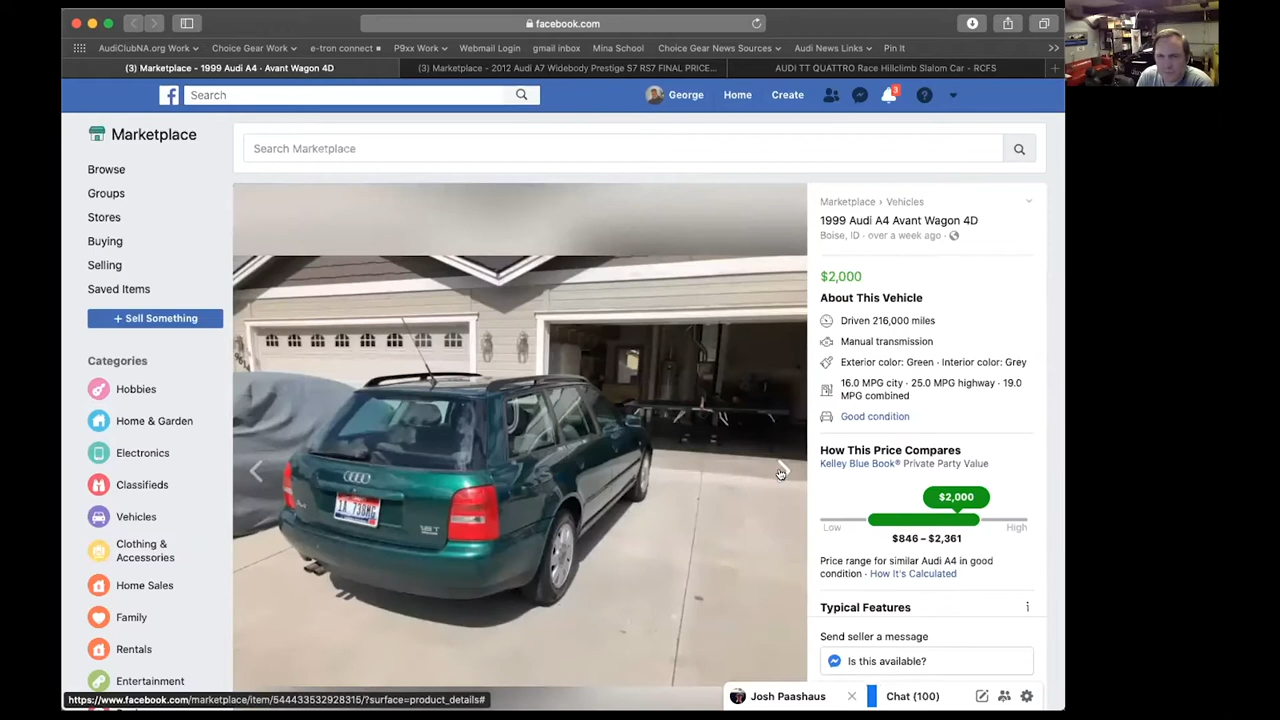 facebook.com
AudiClubNA.org Work
Choice Gear Work
e-tron connect
P9xx Work
Webmail Login
gmail inbox
Mina School
Choice Gear News Sources
Audi News Links
Pin It
(3) Marketplace - 1999 Audi A4 · Avant Wagon 4D
(3) Marketplace - 2012 Audi A7 Widebody Prestige S7 RS7 FINAL PRICE...
AUDI TT QUATTRO Race Hillclimb Slalom Car - RCFS
Search
George
Home
Create
3
Marketplace
Search Marketplace
Browse
Groups
Stores
Buying
Selling
Saved Items
+ Sell Something
Categories
Hobbies
Home & Garden
Electronics
Classifieds
Vehicles
Clothing &
Accessories
Home Sales
Family
Rentals
Entertainment
1.8T
Marketplace › Vehicles
1999 Audi A4 Avant Wagon 4D
Boise, ID · over a week ago ·
$2,000
About This Vehicle
Driven 216,000 miles
Manual transmission
Exterior color: Green · Interior color: Grey
16.0 MPG city · 25.0 MPG highway · 19.0
MPG combined
Good condition
How This Price Compares
Kelley Blue Book® Private Party Value
$2,000
Low
High
$846 – $2,361
Price range for similar Audi A4 in good
condition · How It's Calculated
Typical Features
Send seller a message
Is this available?
https://www.facebook.com/marketplace/item/544433532928315/?surface=product_details#
Josh Paashaus
Chat (100)